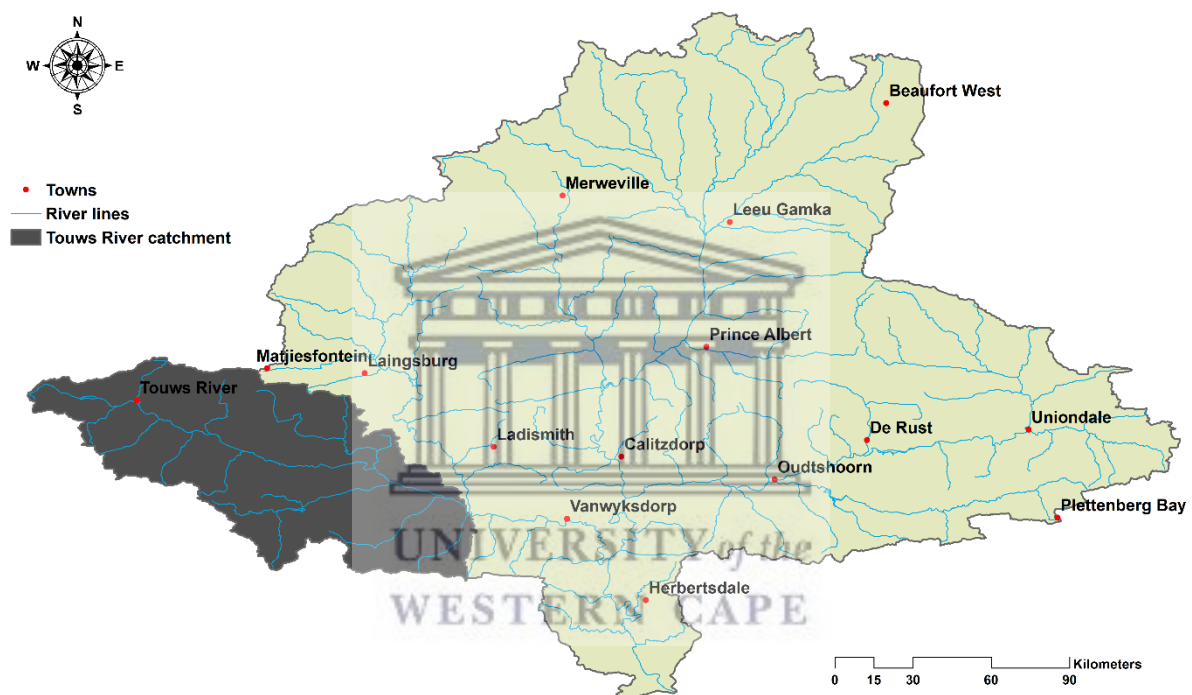 N
W E
S
Beaufort West
Towns
River lines
Touws River catchment
Merweville
Leeu Gamka
Prince Albert
Matjiesfontein
Laingsburg
Touws River
Ladismith
Calitzdorp
De Rust
Uniondale
Oudtshoorn
Vanwyksdorp
Plettenberg Bay
UNIVERSITY of the
WESTERN CAPE
Herbertsdale
Kilometers
0 15 30 60 90